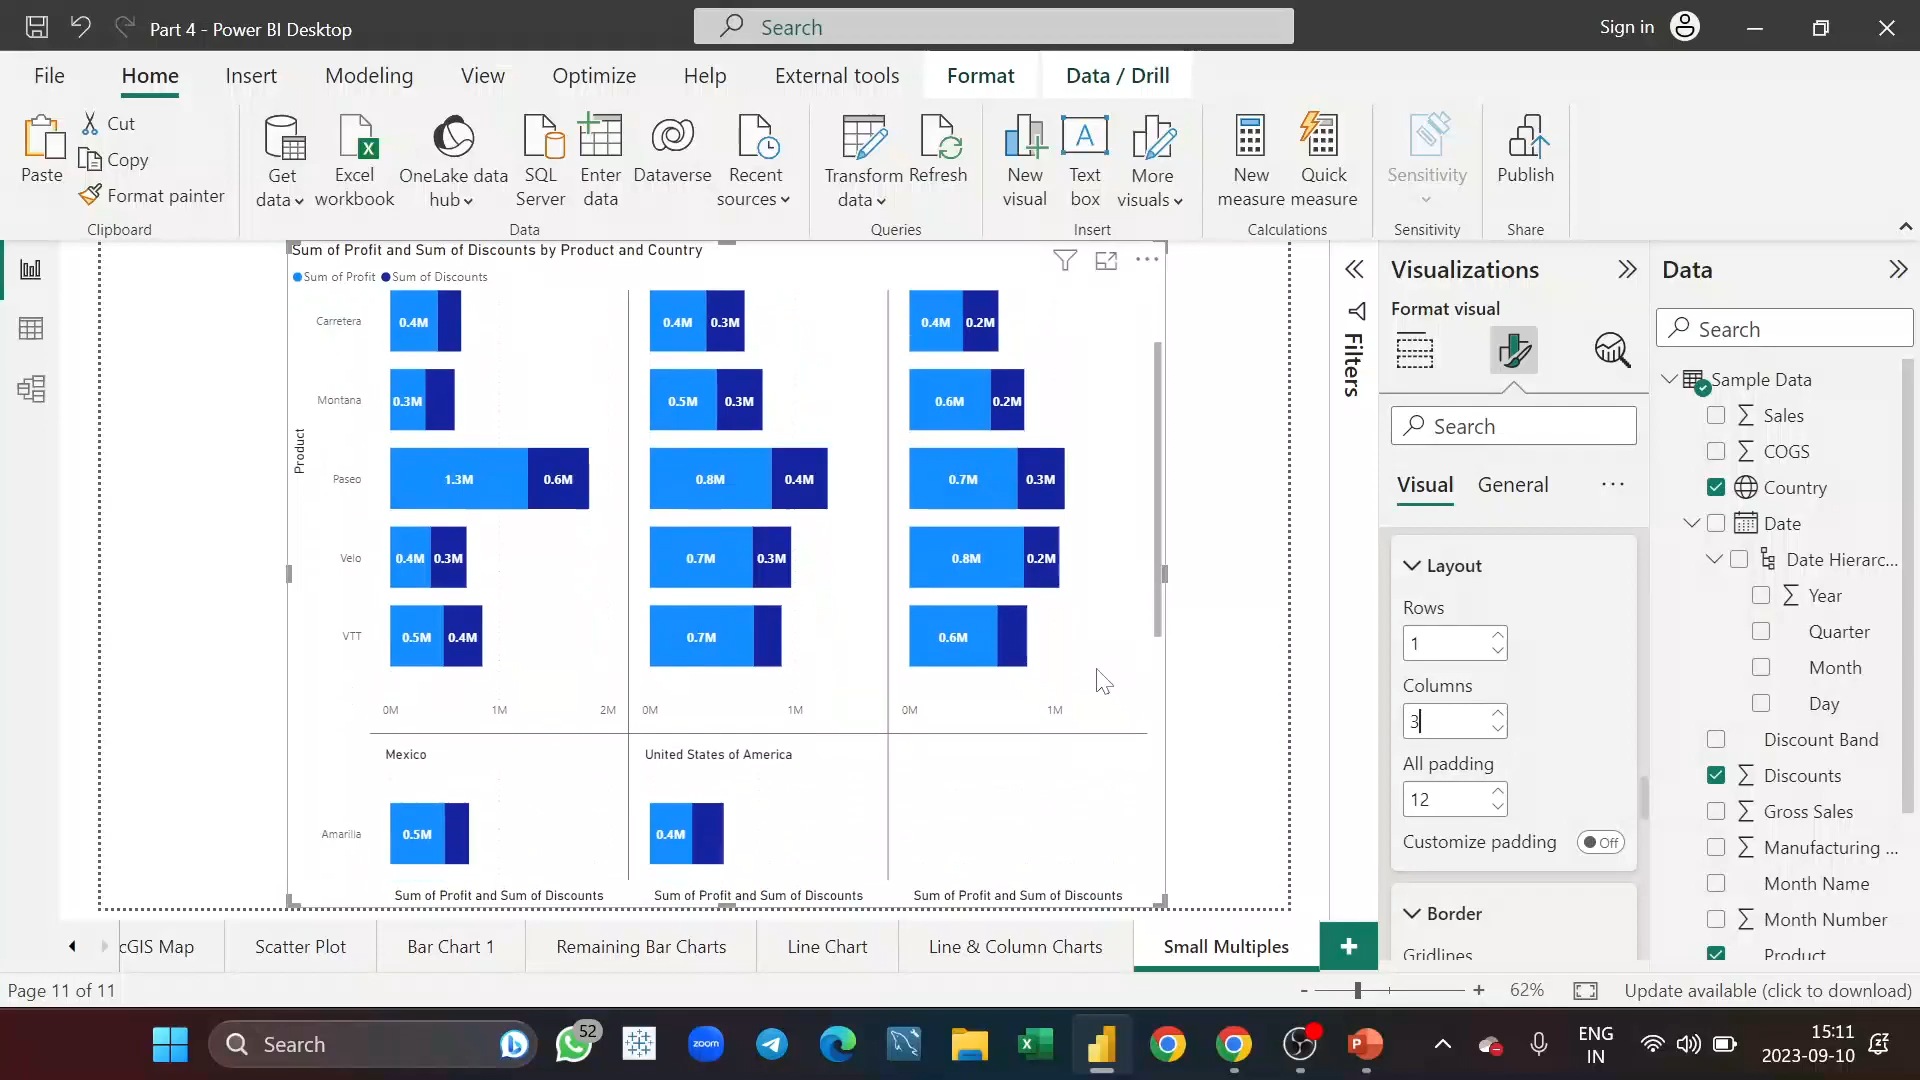 Part 4 - Power BI Desktop
Search
Sign in
File
Home
Insert
Modeling
View
Optimize
Help
External tools
Format
Data / Drill
Paste
Cut
Copy
Format painter
Clipboard
Get data
Excel workbook
OneLake data hub
SQL Server
Enter data
Dataverse
Recent sources
Data
Transform data
Refresh
Queries
New visual
Text box
More visuals
Insert
New measure
Quick measure
Calculations
Sensitivity
Sensitivity
Publish
Share
Sum of Profit and Sum of Discounts by Product and Country
Sum of Profit
Sum of Discounts
Product
Carretera
0.4M
0.4M 0.3M
0.4M 0.2M
Montana
0.3M
0.5M 0.3M
0.6M 0.2M
Paseo
1.3M 0.6M
0.8M 0.4M
0.7M 0.3M
Velo
0.4M 0.3M
0.7M 0.3M
0.8M 0.2M
VTT
0.5M 0.4M
0.7M
0.6M
0M 1M 2M
0M 1M
0M 1M
Mexico
United States of America
Amarilla
0.5M
0.4M
Sum of Profit and Sum of Discounts
Sum of Profit and Sum of Discounts
Sum of Profit and Sum of Discounts
Filters
Visualizations
Format visual
Search
Visual
General
Layout
Rows
1
Columns
3
All padding
12
Customize padding
Off
Border
Gridlines
Data
Search
Sample Data
Sales
COGS
Country
Date
Date Hierarc...
Year
Quarter
Month
Day
Discount Band
Discounts
Gross Sales
Manufacturing ...
Month Name
Month Number
Product
cGIS Map
Scatter Plot
Bar Chart 1
Remaining Bar Charts
Line Chart
Line & Column Charts
Small Multiples
Page 11 of 11
62%
Update available (click to download)
Search
52
zoom
ENG
IN
15:11
2023-09-10